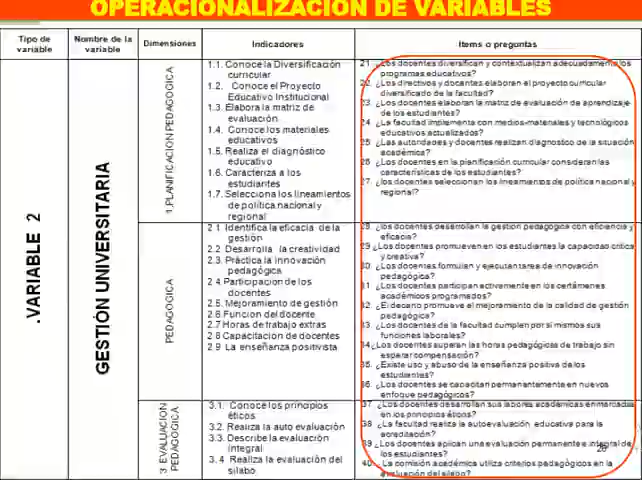 OPERACIONALIZACION DE VARIABLES
Tipo de variable
Nombre de la variable
Dimensiones
Indicadores
Items o preguntas
.VARIABLE 2
GESTIÓN UNIVERSITARIA
1.PLANIFICACION PEDAGOGICA
1.1. Conoce la Diversificación
curricular
1.2. Conoce el Proyecto
Educativo Institucional
1.3. Elabora la matriz de
evaluación
1.4. Conoce los materiales
educativos
1.5. Realiza el diagnóstico
educativo
1.6. Caracteriza a los
estudiantes
1.7. Selecciona los lineamientos
de política nacional y
regional
21. ¿Los docentes diversifican y contextualizan adecuadamente los
programas educativos?
22. ¿Los directivos y docentes elaboran el proyecto curricular
diversificado de la facultad?
23. ¿Los docentes elaboran la matriz de evaluación de aprendizaje
de los estudiantes?
24. ¿La facultad implementa con medios-materiales y tecnológicos
educativos actualizados?
25. ¿Las autoridades y docentes realizan diagnostico de la situación
académica?
26. ¿Los docentes en la planificación curricular consideran las
características de los estudiantes?
27. ¿los docentes seleccionan los lineamientos de política nacional y
regional?
PEDAGOGICA
2.1 Identifica la eficacia de la
gestión
2.2. Desarrolla la creatividad
2.3. Práctica la innovación
pedagógica
2.4.Participacion de los
docentes
2.5. Mejoramiento de gestión
2.6.Funcion del docente
2.7 Horas de trabajo extras
2.8 Capacitacion de docentes
2.9. La enseñanza positivista
28. ¿los docentes desarrollan la gestión pedagógica con eficiencia y
eficacia?
29 ¿Los docentes promueven en los estudiantes la capacidad crítica
y creativa?
30. ¿Los docentes formulan y ejecutan tareas de innovación
pedagógica?
31. ¿Los docentes participan activamente en los certámenes
académicos programados?
32. ¿El decano promueve el mejoramiento de la calidad de gestión
pedagógica?
33. ¿Los docentes de la facultad cumplen por sí mismos sus
funciones laborales?
34 ¿Los docentes superan las horas pedagógicas de trabajo sin
esperar compensación?
35. ¿Existe uso y abuso de la enseñanza positiva de los
estudiantes?
36. ¿Los docentes se capacitan permanentemente en nuevos
enfoque pedagógicos?
3.EVALUACION PEDAGÓGICA
3.1. Conoce los principios
éticos
3.2. Realiza la auto evaluación
3.3. Describe la evaluación
integral
3.4 Realiza la evaluación del
sílabo
37. ¿Los docentes desarrollan sus labores académicas enmarcadas
en los principios éticos?
38. ¿La facultad realiza la autoevaluación educativa para la
acreditación?
39 ¿Los docentes aplican una evaluación permanente e integral de
los estudiantes?
40. ¿La comisión académica utiliza criterios pedagógicos en la
evaluación del sílabo?